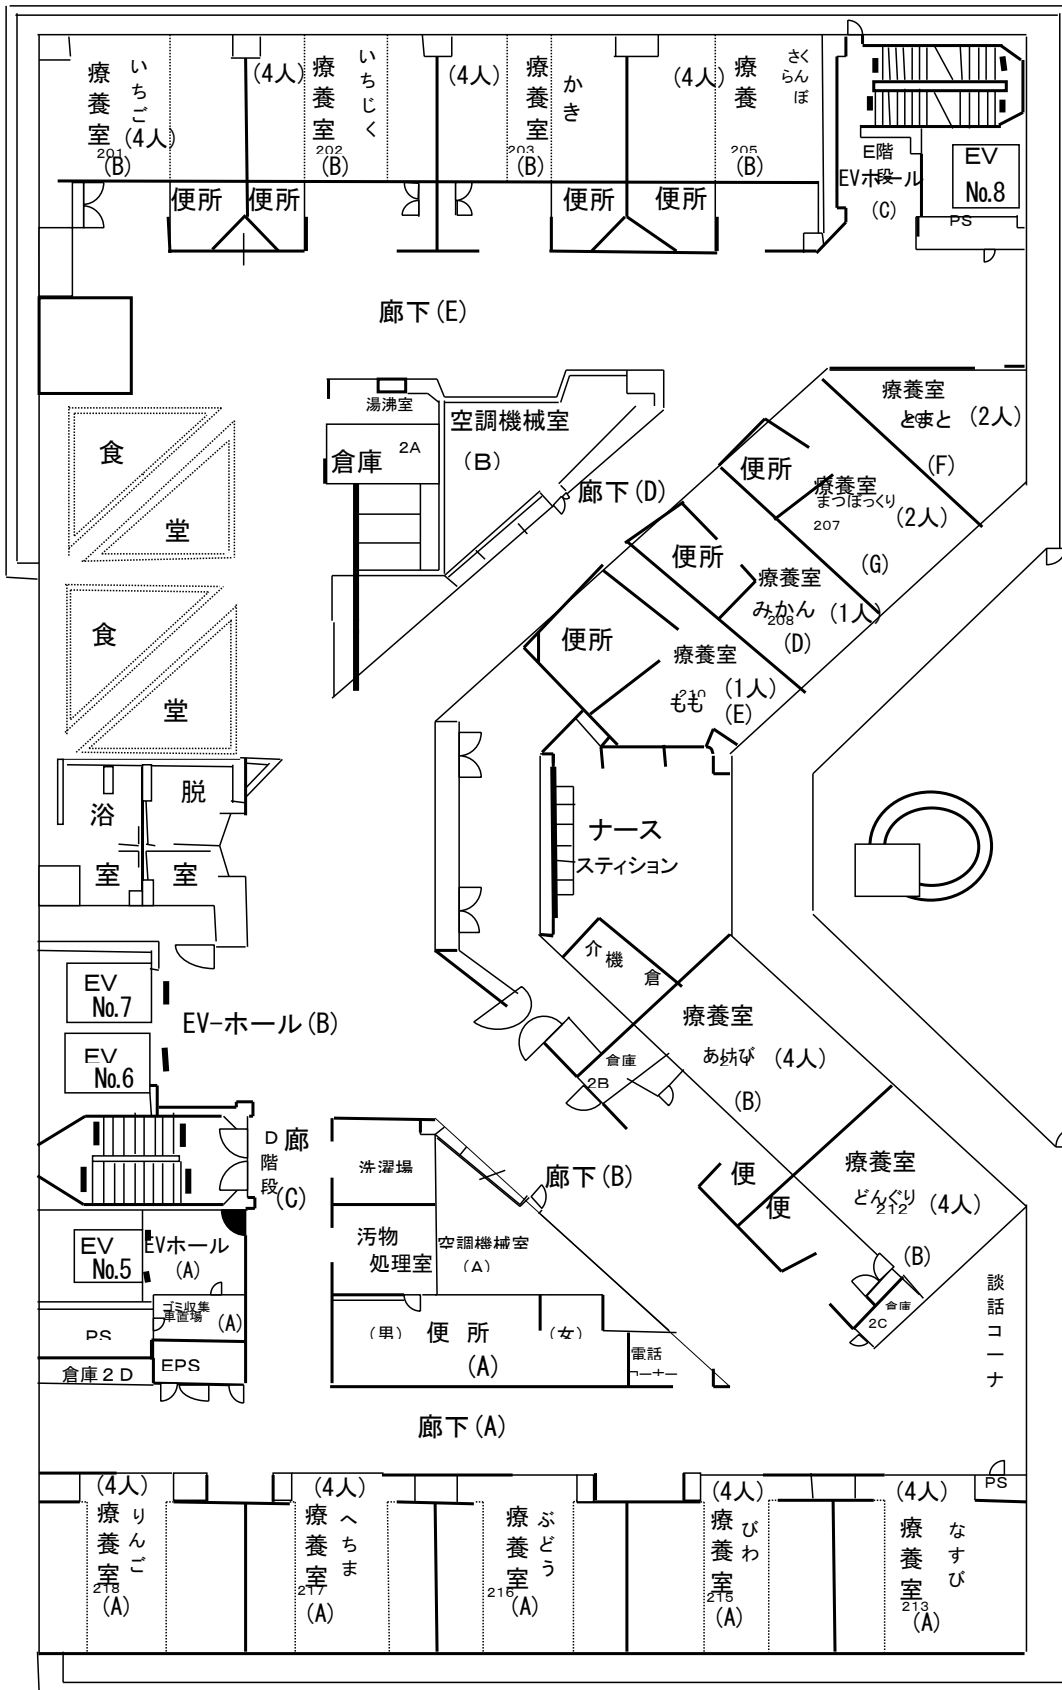 療養室
いちご
(4人)
201
(B)
(4人)
療養室
いちじく
202
(B)
(4人)
療養室
かき
203
(B)
(4人)
療養
さくらんぼ
205
(B)
E階段
EVホール
(C)
EV
No.8
PS
便所
便所
便所
便所
廊下(E)
湯沸室
倉庫
2A
空調機械室
(B)
廊下(D)
療養室
とまと
(2人)
(F)
便所
療養室
まつぼっくり
(2人)
207
(G)
便所
療養室
みかん
(1人)
208
(D)
便所
療養室
210
(1人)
もも
(E)
食
堂
食
堂
浴
室
脱
室
ナース
スティション
介機
倉
EV
No.7
EV-ホール(B)
EV
No.6
倉庫
2B
療養室
あけび
(4人)
(B)
D階段
廊
(C)
洗濯場
廊下(B)
便
便
療養室
どんぐり
212
(4人)
(B)
EV
No.5
EVホール
(A)
汚物
処理室
空調機械室
(A)
倉庫
2C
談話コーナ
ゴミ収集
車置場
(A)
PS
EPS
倉庫2D
(男)
便所
(女)
(A)
電話
コーナー
廊下(A)
PS
(4人)
療養室
りんご
218
(A)
(4人)
療養室
へちま
217
(A)
療養室
ぶどう
216
(A)
(4人)
療養室
びわ
215
(A)
(4人)
療養室
なすび
213
(A)